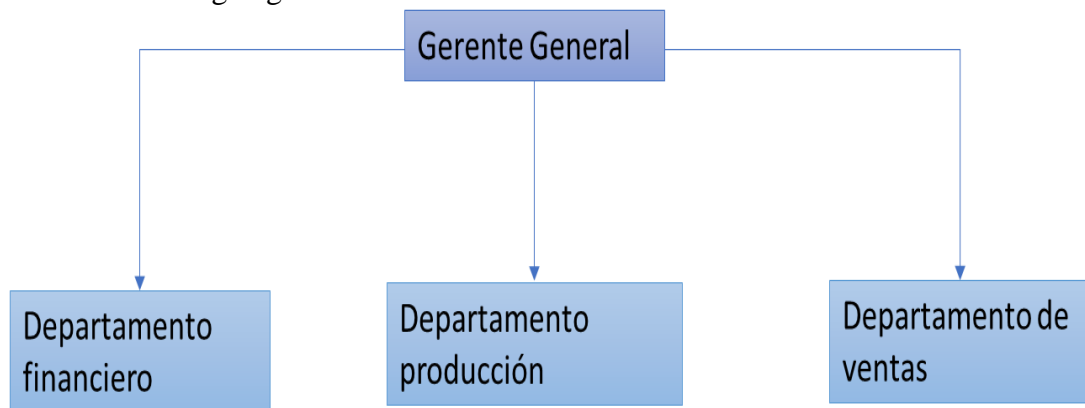 Gerente General
Departamento
financiero
Departamento
producción
Departamento de
ventas